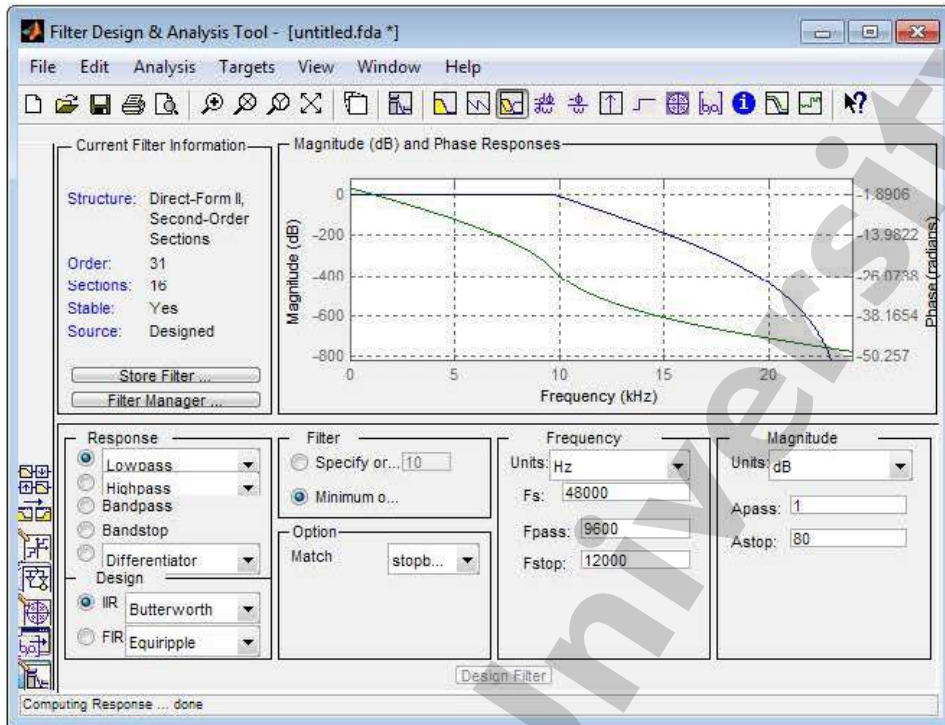 Filter Design & Analysis Tool - [untitled.fda *]
File Edit Analysis Targets View Window Help
Current Filter Information
Structure: Direct-Form II, Second-Order Sections
Order: 31
Sections: 16
Stable: Yes
Source: Designed
Store Filter ...
Filter Manager ...
Magnitude (dB) and Phase Responses
Magnitude (dB)
0
-200
-400
-600
-800
0 5 10 15 20
Frequency (kHz)
-1.8906
-13.9822
-26.0738
-38.1654
-50.257
Phase (radians)
Response
Lowpass
Highpass
Bandpass
Bandstop
Differentiator
Design
IIR Butterworth
FIR Equiripple
Filter
Specify or... 10
Minimum o...
Option
Match stopb...
Frequency
Units: Hz
Fs: 48000
Fpass: 9600
Fstop: 12000
Magnitude
Units: dB
Apass: 1
Astop: 80
Design Filter
Computing Response ... done
University